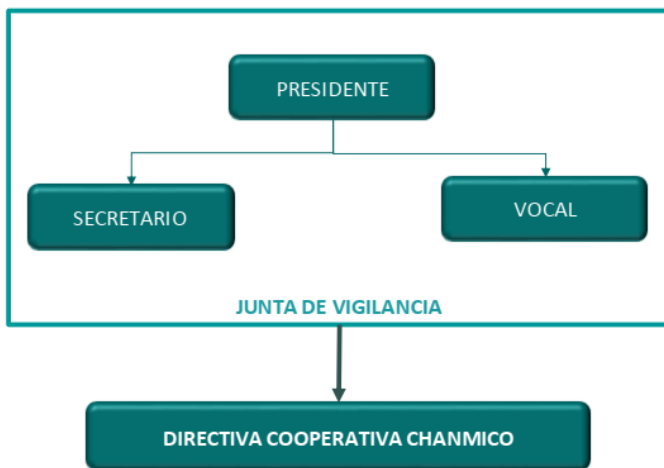 PRESIDENTE
SECRETARIO
VOCAL
JUNTA DE VIGILANCIA
DIRECTIVA COOPERATIVA CHANMICO